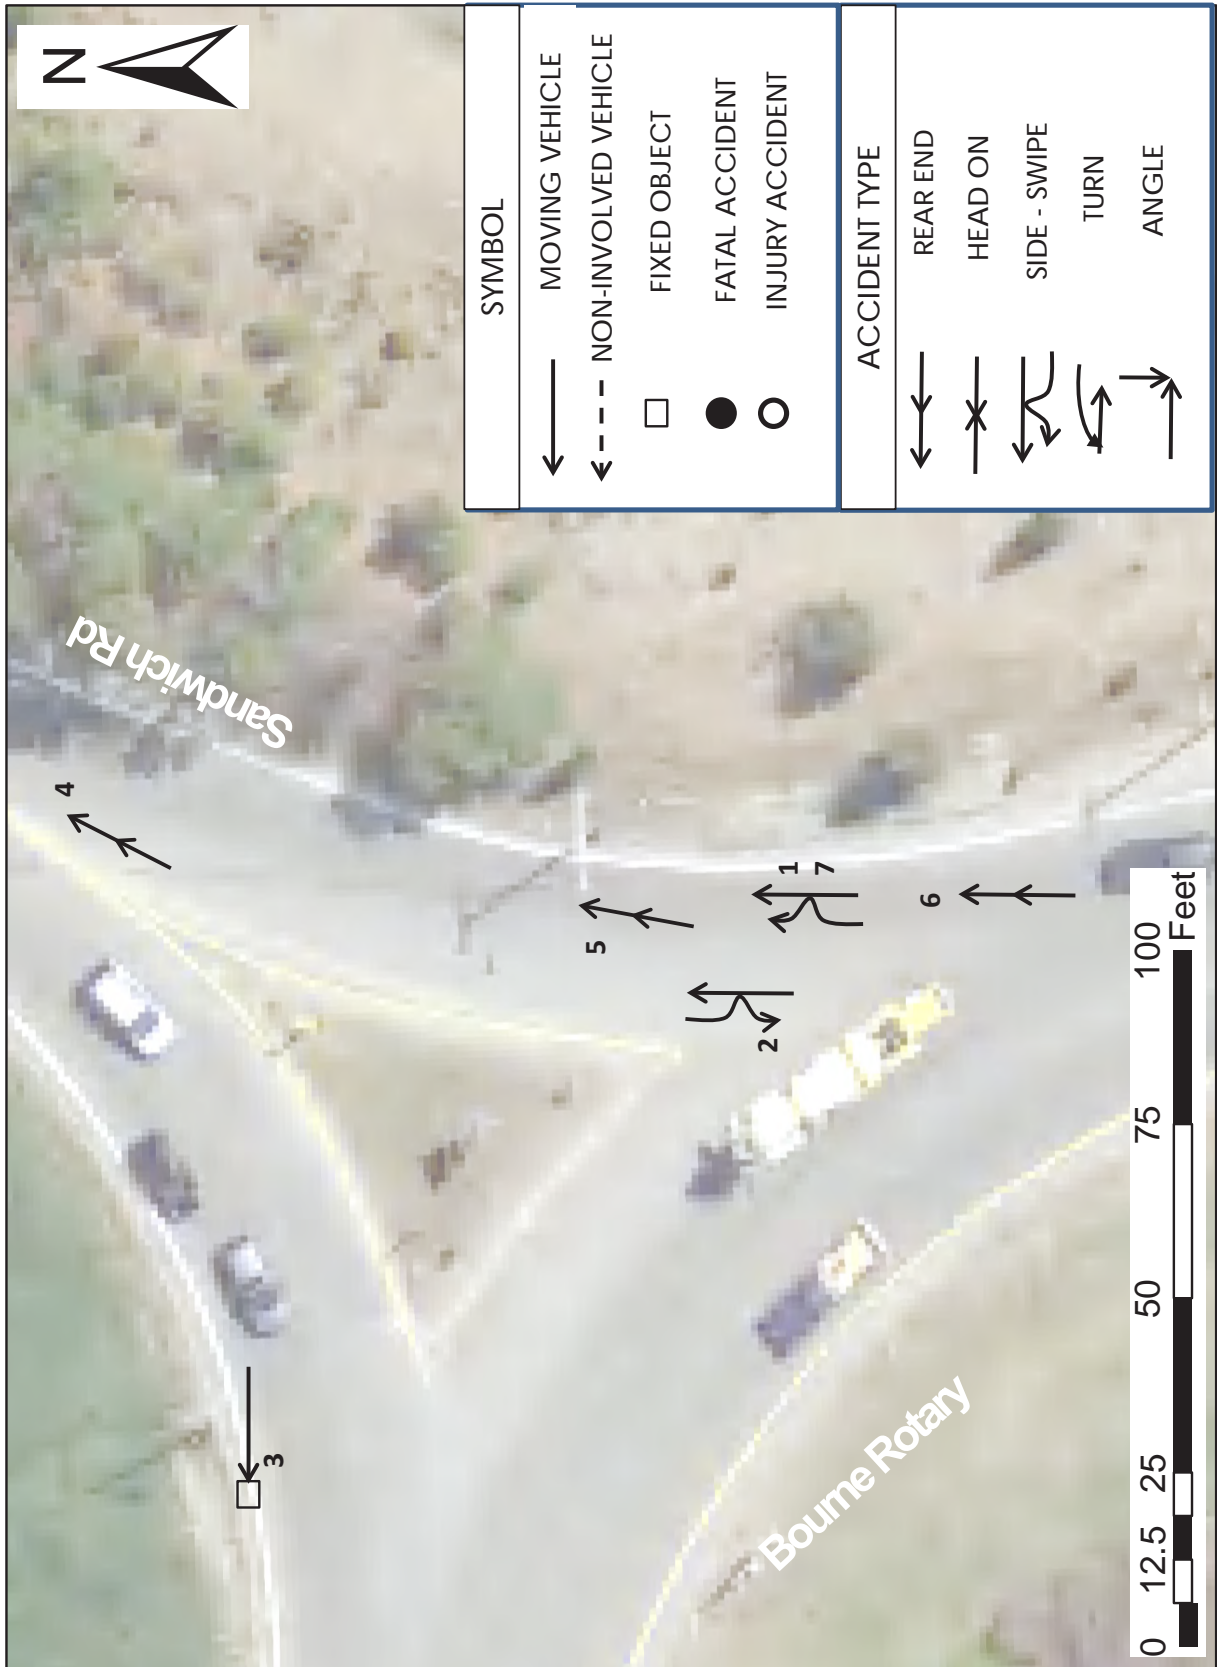 N
SYMBOL
MOVING VEHICLE
NON-INVOLVED VEHICLE
FIXED OBJECT
FATAL ACCIDENT
INJURY ACCIDENT
ACCIDENT TYPE
REAR END
HEAD ON
SIDE - SWIPE
TURN
ANGLE
Sandwich Rd
4
5
1
7
6
2
3
Bourne Rotary
0 12.5 25 50 75 100
Feet